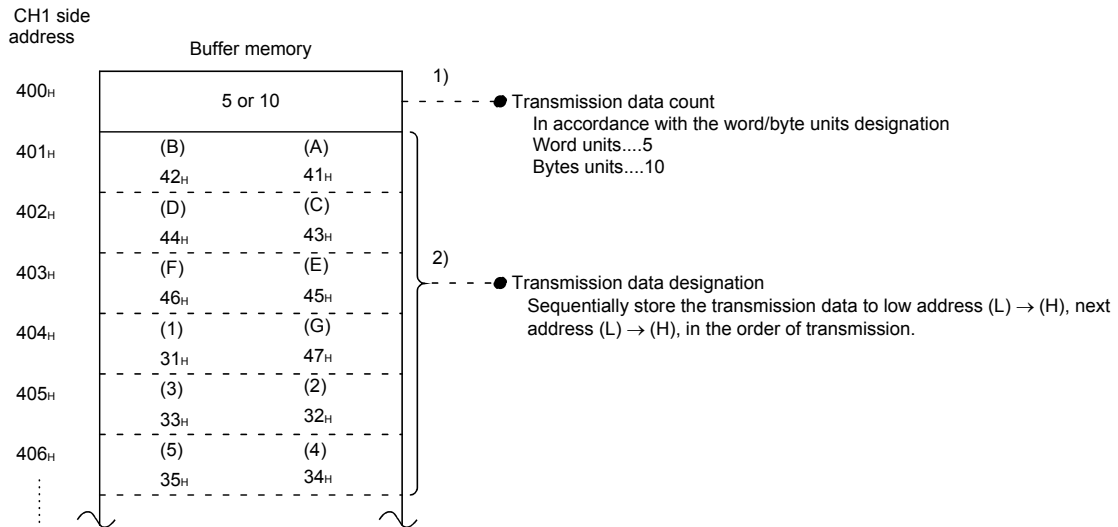 CH1 side
address
Buffer memory
400H
5 or 10
1)
Transmission data count
In accordance with the word/byte units designation
Word units....5
Bytes units....10
401H
(B) (A)
42H 41H
402H
(D) (C)
44H 43H
403H
(F) (E)
46H 45H
2)
Transmission data designation
Sequentially store the transmission data to low address (L) → (H), next
address (L) → (H), in the order of transmission.
404H
(1) (G)
31H 47H
405H
(3) (2)
33H 32H
406H
(5) (4)
35H 34H